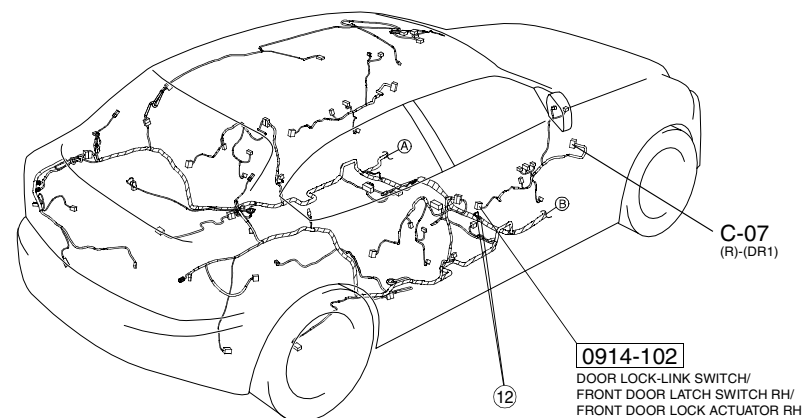 A
B
C-07
(R)-(DR1)
0914-102
DOOR LOCK-LINK SWITCH/
FRONT DOOR LATCH SWITCH RH/
FRONT DOOR LOCK ACTUATOR RH
12